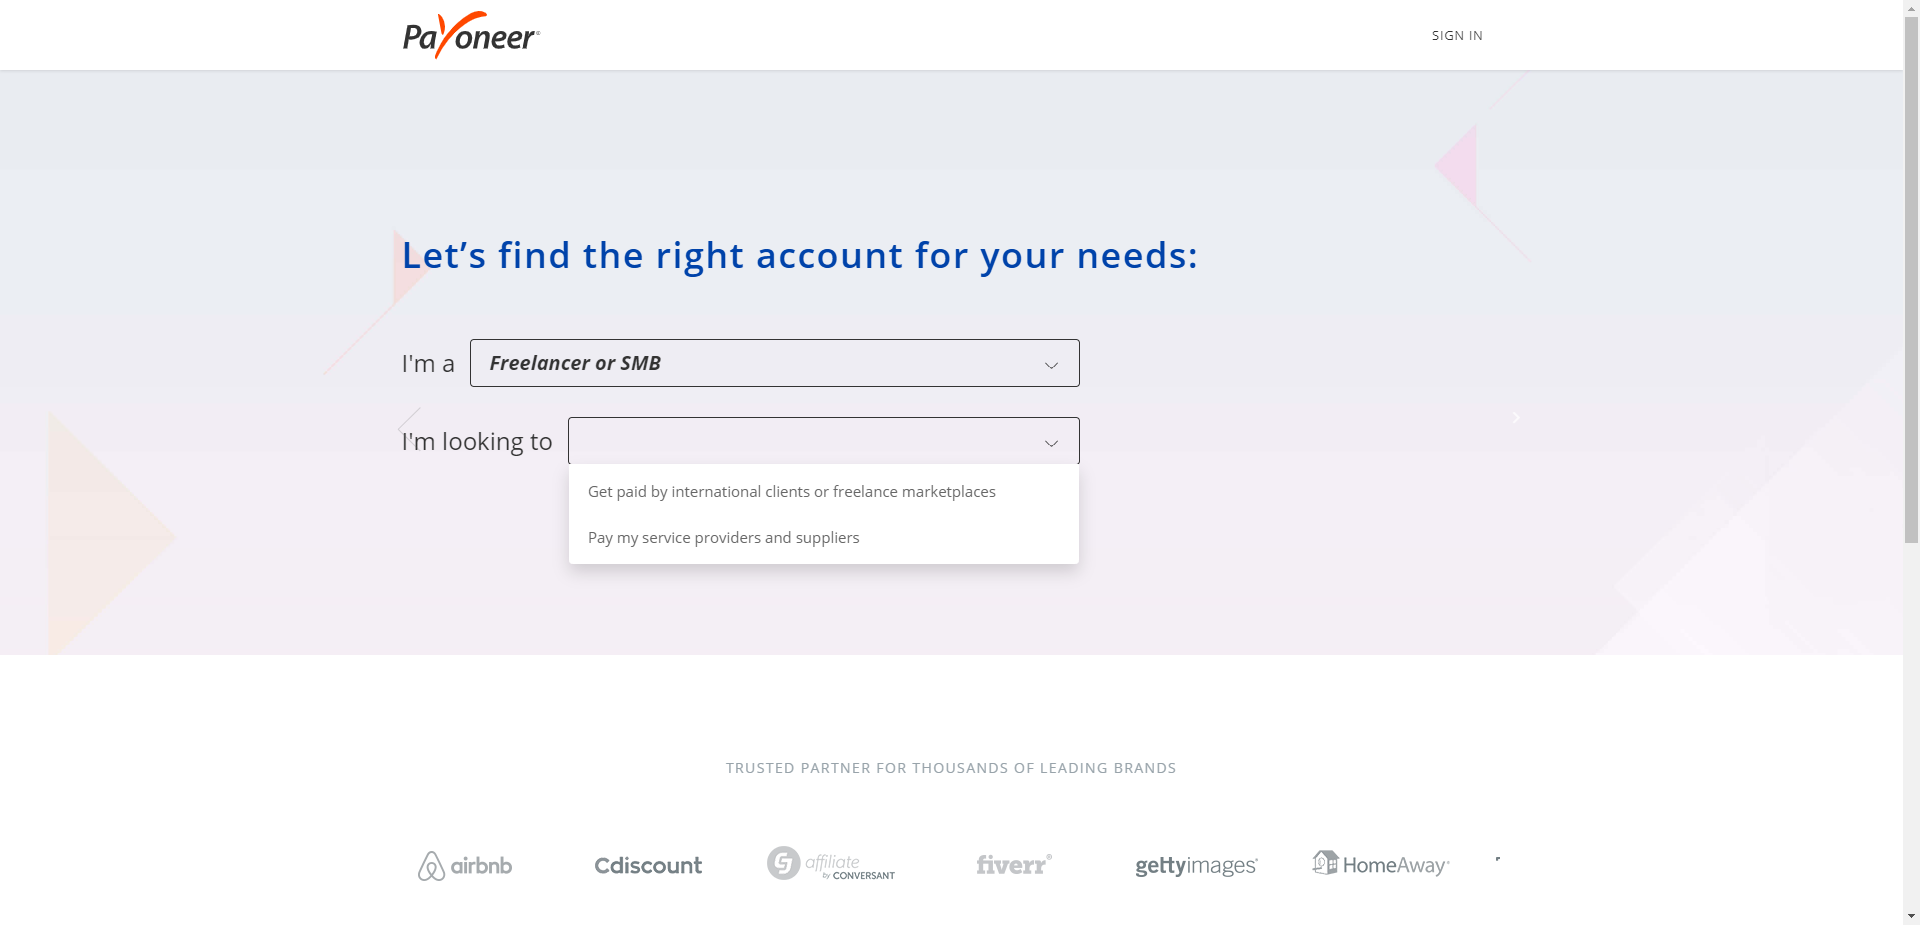 Payoneer®
SIGN IN
Let’s find the right account for your needs:
I'm a
Freelancer or SMB
I'm looking to
Get paid by international clients or freelance marketplaces
Pay my service providers and suppliers
TRUSTED PARTNER FOR THOUSANDS OF LEADING BRANDS
airbnb
Cdiscount
affiliate
by CONVERSANT
fiverr®
gettyimages®
HomeAway®